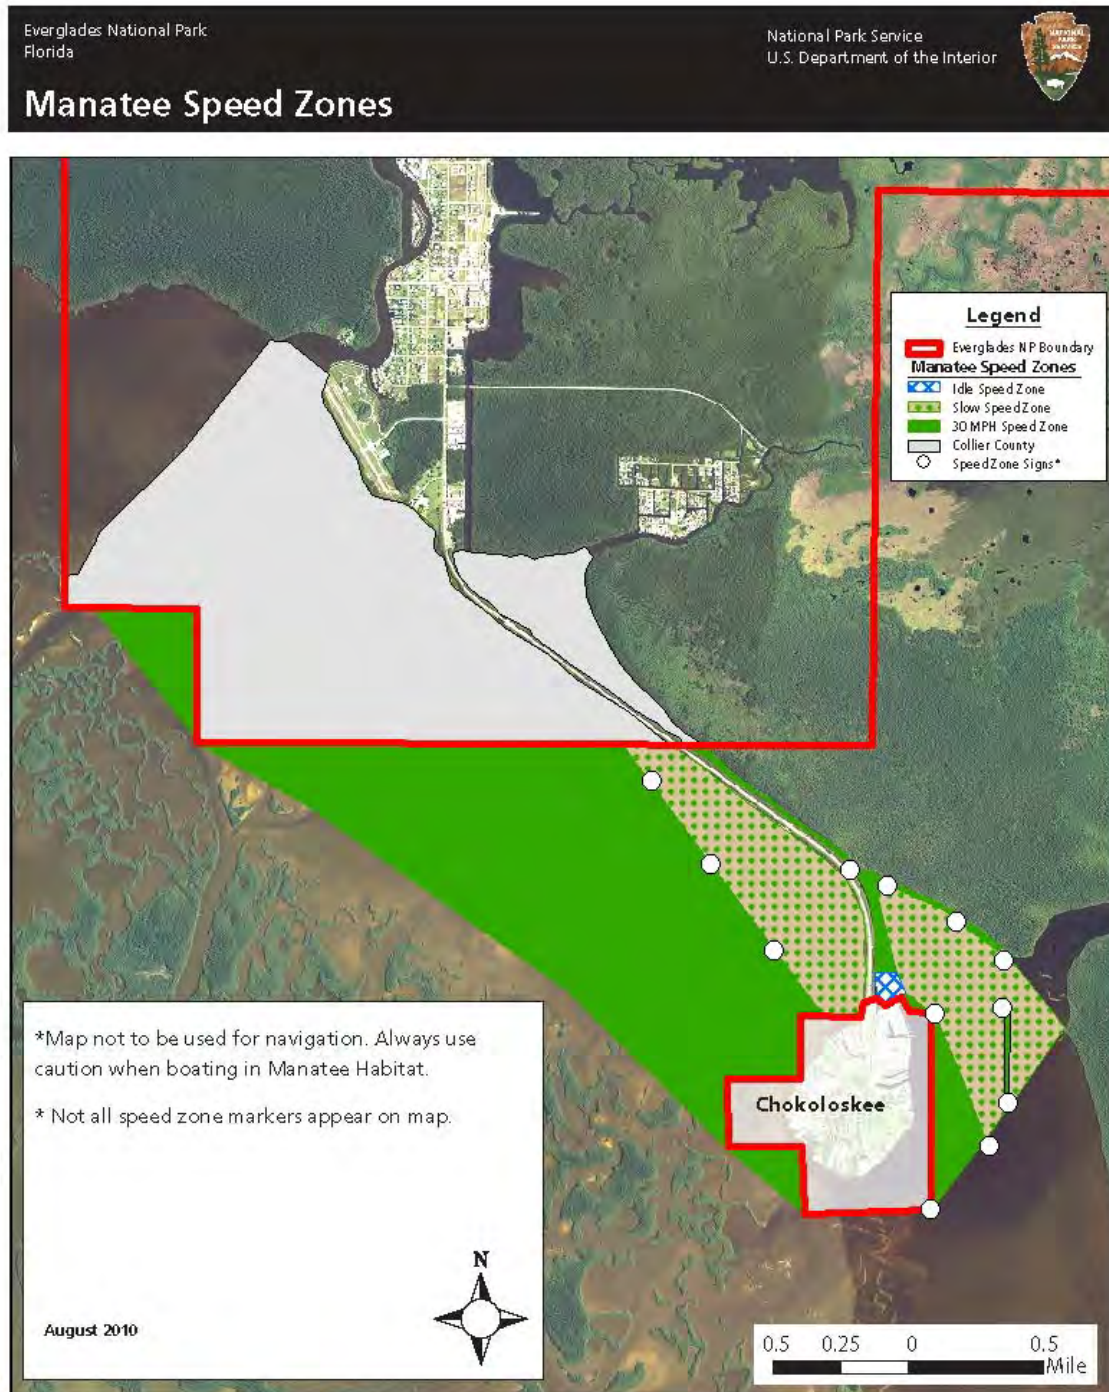 Everglades National Park
Florida
National Park Service
U.S. Department of the Interior
NATIONAL
PARK
SERVICE
Manatee Speed Zones
Legend
Everglades NP Boundary
Manatee Speed Zones
Idle Speed Zone
Slow Speed Zone
30 MPH Speed Zone
Collier County
Speed Zone Signs*
*Map not to be used for navigation. Always use
caution when boating in Manatee Habitat.
* Not all speed zone markers appear on map.
Chokoloskee
N
August 2010
0.5 0.25 0 0.5
Mile